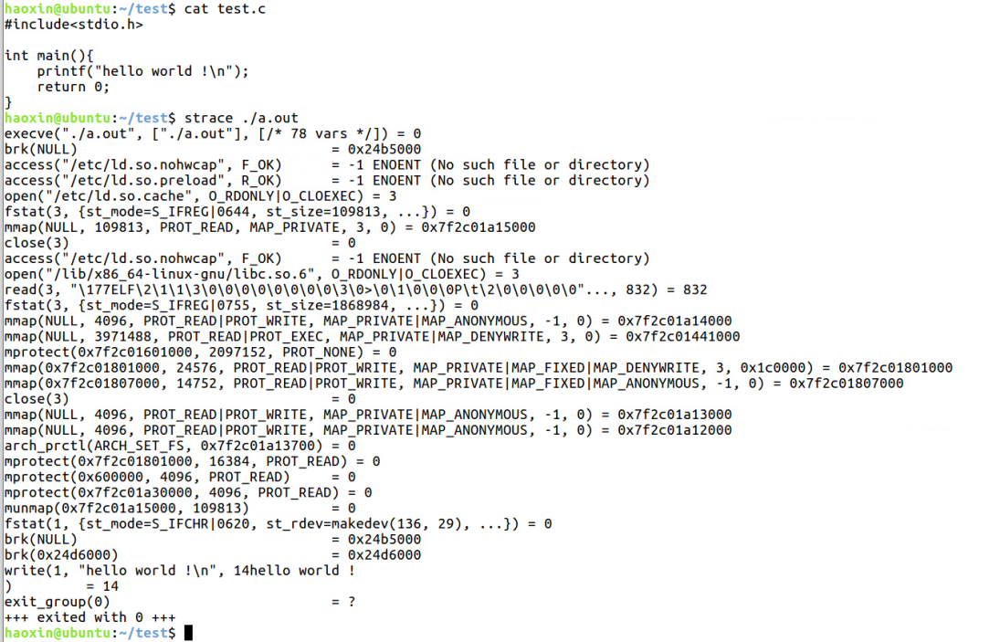 haoxin@ubuntu:~/test$ cat test.c
#include<stdio.h>

int main(){
    printf("hello world !\n");
    return 0;
}
haoxin@ubuntu:~/test$ strace ./a.out
execve("./a.out", ["./a.out"], [/* 78 vars */]) = 0
brk(NULL)                               = 0x24b5000
access("/etc/ld.so.nohwcap", F_OK)      = -1 ENOENT (No such file or directory)
access("/etc/ld.so.preload", R_OK)      = -1 ENOENT (No such file or directory)
open("/etc/ld.so.cache", O_RDONLY|O_CLOEXEC) = 3
fstat(3, {st_mode=S_IFREG|0644, st_size=109813, ...}) = 0
mmap(NULL, 109813, PROT_READ, MAP_PRIVATE, 3, 0) = 0x7f2c01a15000
close(3)                                = 0
access("/etc/ld.so.nohwcap", F_OK)      = -1 ENOENT (No such file or directory)
open("/lib/x86_64-linux-gnu/libc.so.6", O_RDONLY|O_CLOEXEC) = 3
read(3, "\177ELF\2\1\1\3\0\0\0\0\0\0\0\0\3\0>\0\1\0\0\0P\t\2\0\0\0\0\0"..., 832) = 832
fstat(3, {st_mode=S_IFREG|0755, st_size=1868984, ...}) = 0
mmap(NULL, 4096, PROT_READ|PROT_WRITE, MAP_PRIVATE|MAP_ANONYMOUS, -1, 0) = 0x7f2c01a14000
mmap(NULL, 3971488, PROT_READ|PROT_EXEC, MAP_PRIVATE|MAP_DENYWRITE, 3, 0) = 0x7f2c01441000
mprotect(0x7f2c01601000, 2097152, PROT_NONE) = 0
mmap(0x7f2c01801000, 24576, PROT_READ|PROT_WRITE, MAP_PRIVATE|MAP_FIXED|MAP_DENYWRITE, 3, 0x1c0000) = 0x7f2c01801000
mmap(0x7f2c01807000, 14752, PROT_READ|PROT_WRITE, MAP_PRIVATE|MAP_FIXED|MAP_ANONYMOUS, -1, 0) = 0x7f2c01807000
close(3)                                = 0
mmap(NULL, 4096, PROT_READ|PROT_WRITE, MAP_PRIVATE|MAP_ANONYMOUS, -1, 0) = 0x7f2c01a13000
mmap(NULL, 4096, PROT_READ|PROT_WRITE, MAP_PRIVATE|MAP_ANONYMOUS, -1, 0) = 0x7f2c01a12000
arch_prctl(ARCH_SET_FS, 0x7f2c01a13700) = 0
mprotect(0x7f2c01801000, 16384, PROT_READ) = 0
mprotect(0x600000, 4096, PROT_READ)     = 0
mprotect(0x7f2c01a30000, 4096, PROT_READ) = 0
munmap(0x7f2c01a15000, 109813)          = 0
fstat(1, {st_mode=S_IFCHR|0620, st_rdev=makedev(136, 29), ...}) = 0
brk(NULL)                               = 0x24b5000
brk(0x24d6000)                          = 0x24d6000
write(1, "hello world !\n", 14hello world !
)         = 14
exit_group(0)                           = ?
+++ exited with 0 +++
haoxin@ubuntu:~/test$